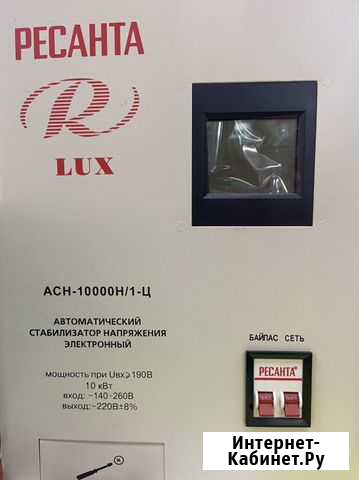 РЕСАНТА
R
LUX
АСН-10000Н/1-Ц
АВТОМАТИЧЕСКИЙ
СТАБИЛИЗАТОР НАПРЯЖЕНИЯ
ЭЛЕКТРОННЫЙ
мощность при Uвх⩾190В
10 кВт
вход: ~140-260В
выход:~220В±8%
БАЙПАС СЕТЬ
РЕСАНТА®
Интернет-
Кабинет.Ру